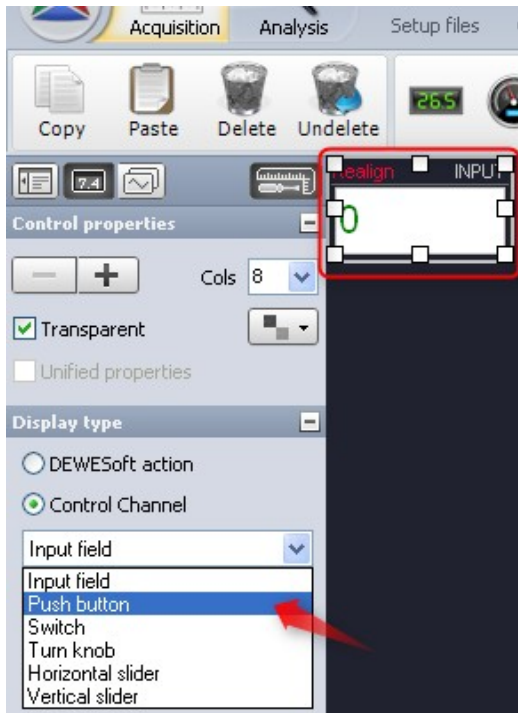 Acquisition Analysis Setup files
Copy Paste Delete Undelete
26.5
7.4
Realign INPUT
0
Control properties
Cols 8
Transparent
Unified properties
Display type
DEWESoft action
Control Channel
Input field
Input field
Push button
Switch
Turn knob
Horizontal slider
Vertical slider